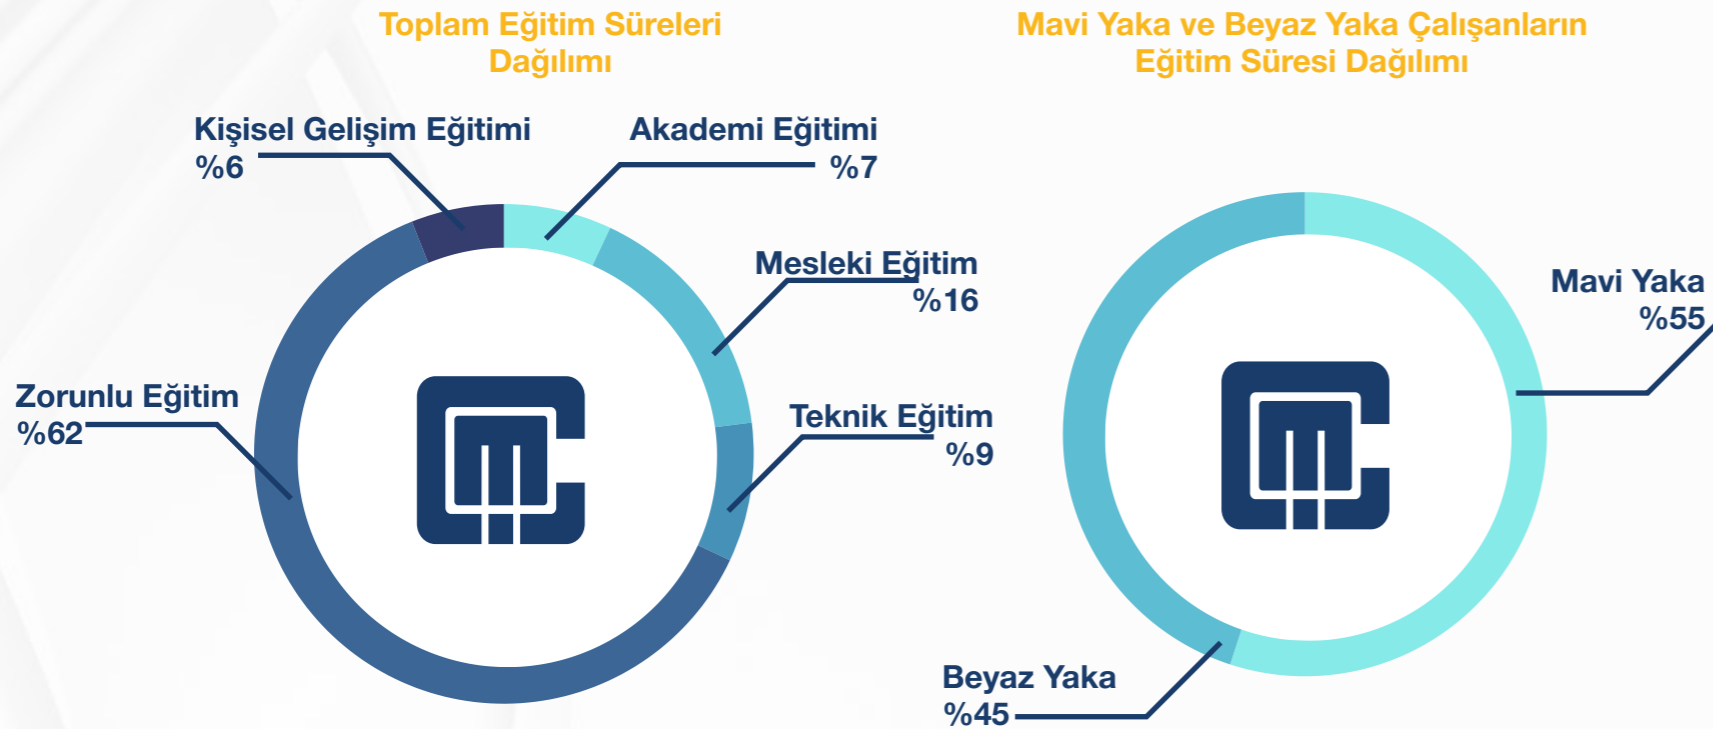 Toplam Eğitim Süreleri
Dağılımı
Kişisel Gelişim Eğitimi
%6
Akademi Eğitimi
%7
Mesleki Eğitim
%16
Zorunlu Eğitim
%62
Teknik Eğitim
%9
Mavi Yaka ve Beyaz Yaka Çalışanların
Eğitim Süresi Dağılımı
Mavi Yaka
%55
Beyaz Yaka
%45